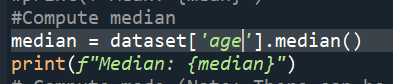 #Compute median
median = dataset['age'].median()
print(f"Median: {median}")